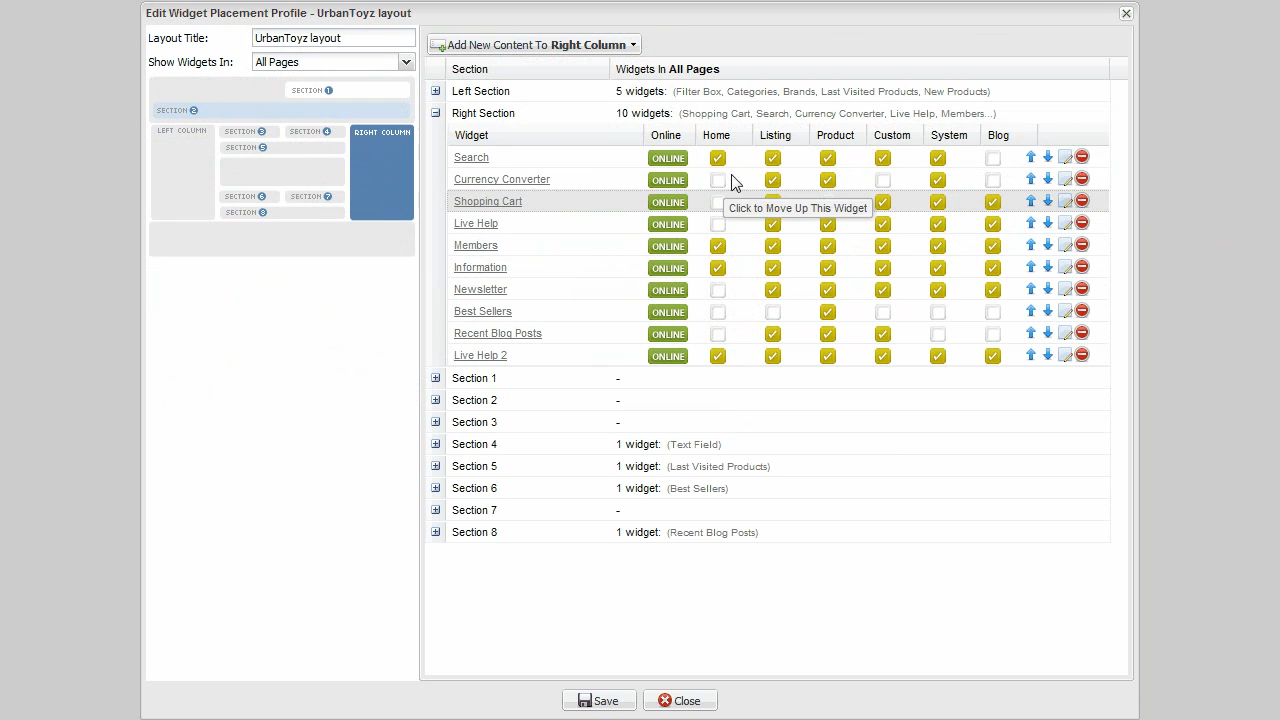 Edit Widget Placement Profile - UrbanToyz layout
Layout Title: UrbanToyz layout
Show Widgets In: All Pages
SECTION 1
SECTION 2
LEFT COLUMN
SECTION 3 SECTION 4
SECTION 5
RIGHT COLUMN
SECTION 6 SECTION 7
SECTION 8
Add New Content To Right Column
Section Widgets In All Pages
Left Section 5 widgets: (Filter Box, Categories, Brands, Last Visited Products, New Products)
Right Section 10 widgets: (Shopping Cart, Search, Currency Converter, Live Help, Members...)
Widget Online Home Listing Product Custom System Blog
Search ONLINE
Currency Converter ONLINE
Shopping Cart ONLINE
Click to Move Up This Widget
Live Help ONLINE
Members ONLINE
Information ONLINE
Newsletter ONLINE
Best Sellers ONLINE
Recent Blog Posts ONLINE
Live Help 2 ONLINE
Section 1 -
Section 2 -
Section 3 -
Section 4 1 widget: (Text Field)
Section 5 1 widget: (Last Visited Products)
Section 6 1 widget: (Best Sellers)
Section 7 -
Section 8 1 widget: (Recent Blog Posts)
Save Close